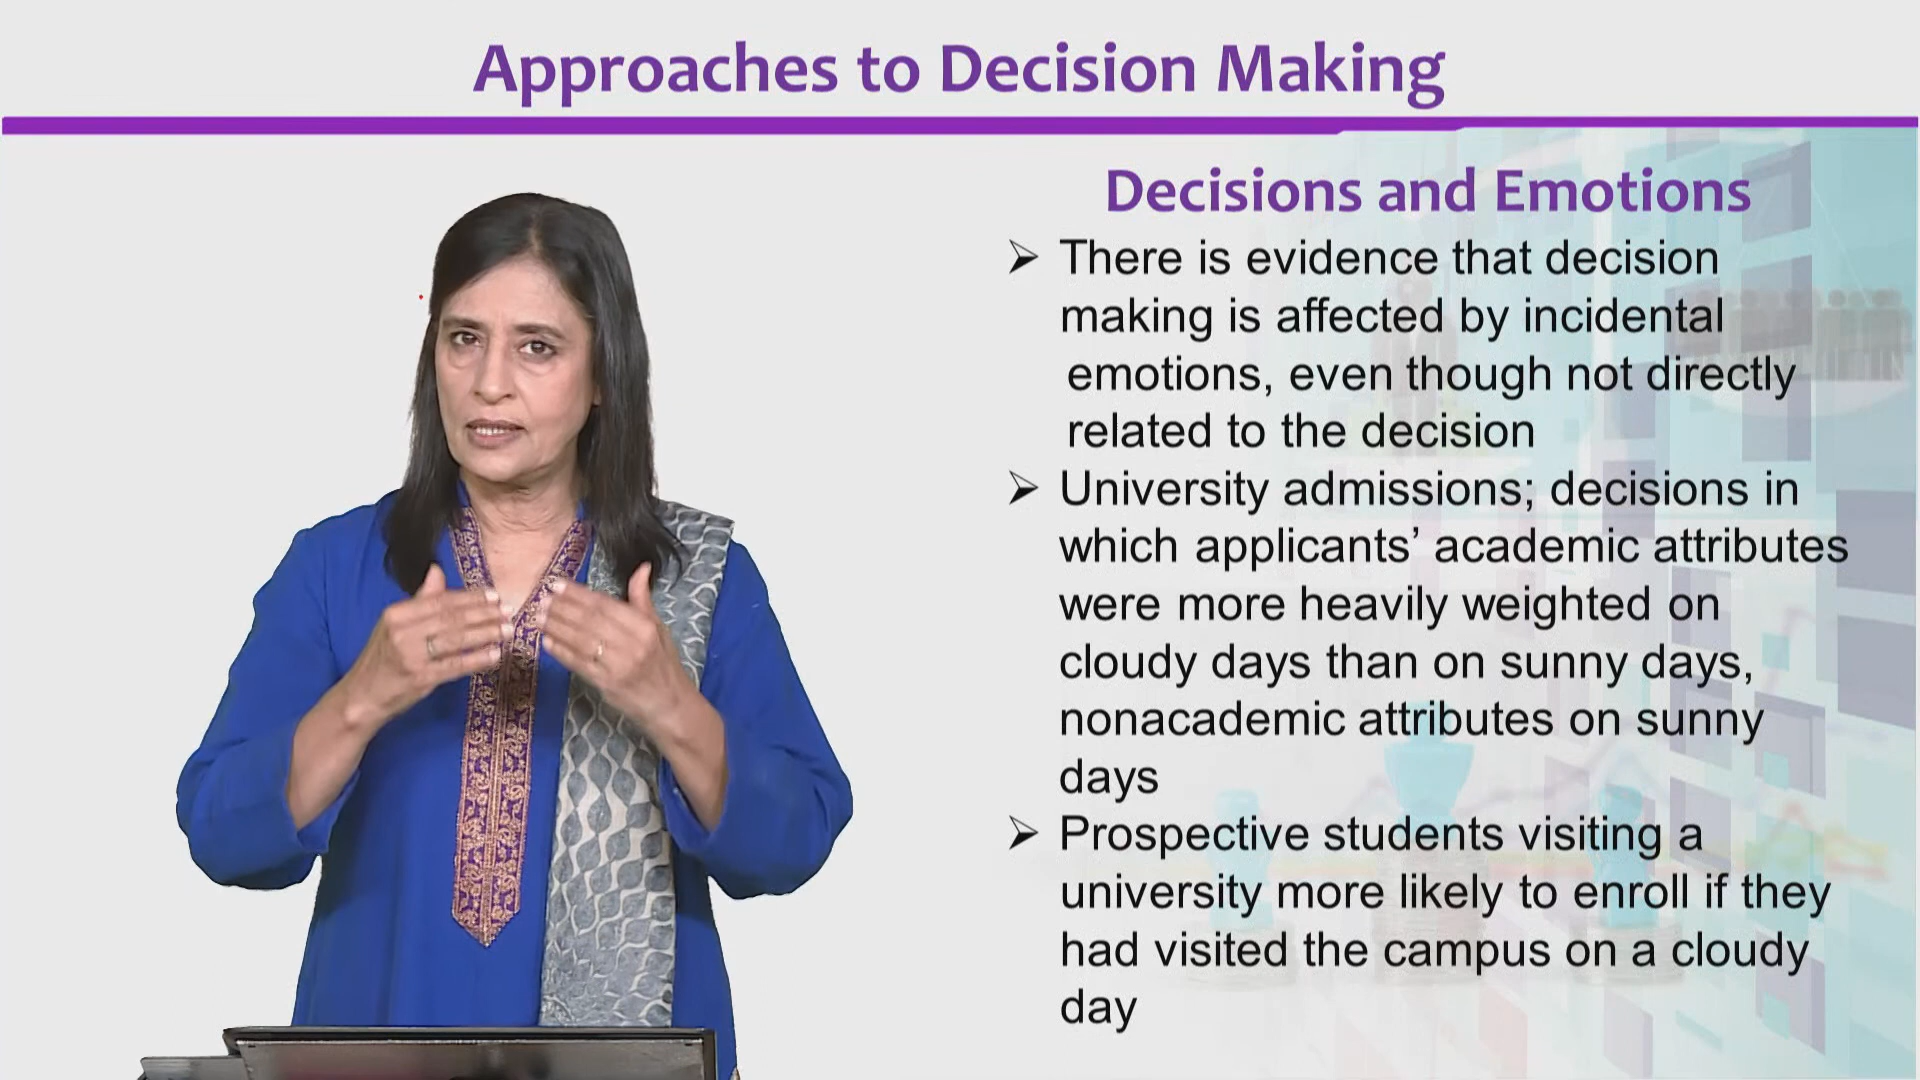 Approaches to Decision Making
Decisions and Emotions
➢ There is evidence that decision
making is affected by incidental
emotions, even though not directly
related to the decision
➢ University admissions; decisions in
which applicants’ academic attributes
were more heavily weighted on
cloudy days than on sunny days,
nonacademic attributes on sunny
days
➢ Prospective students visiting a
university more likely to enroll if they
had visited the campus on a cloudy
day